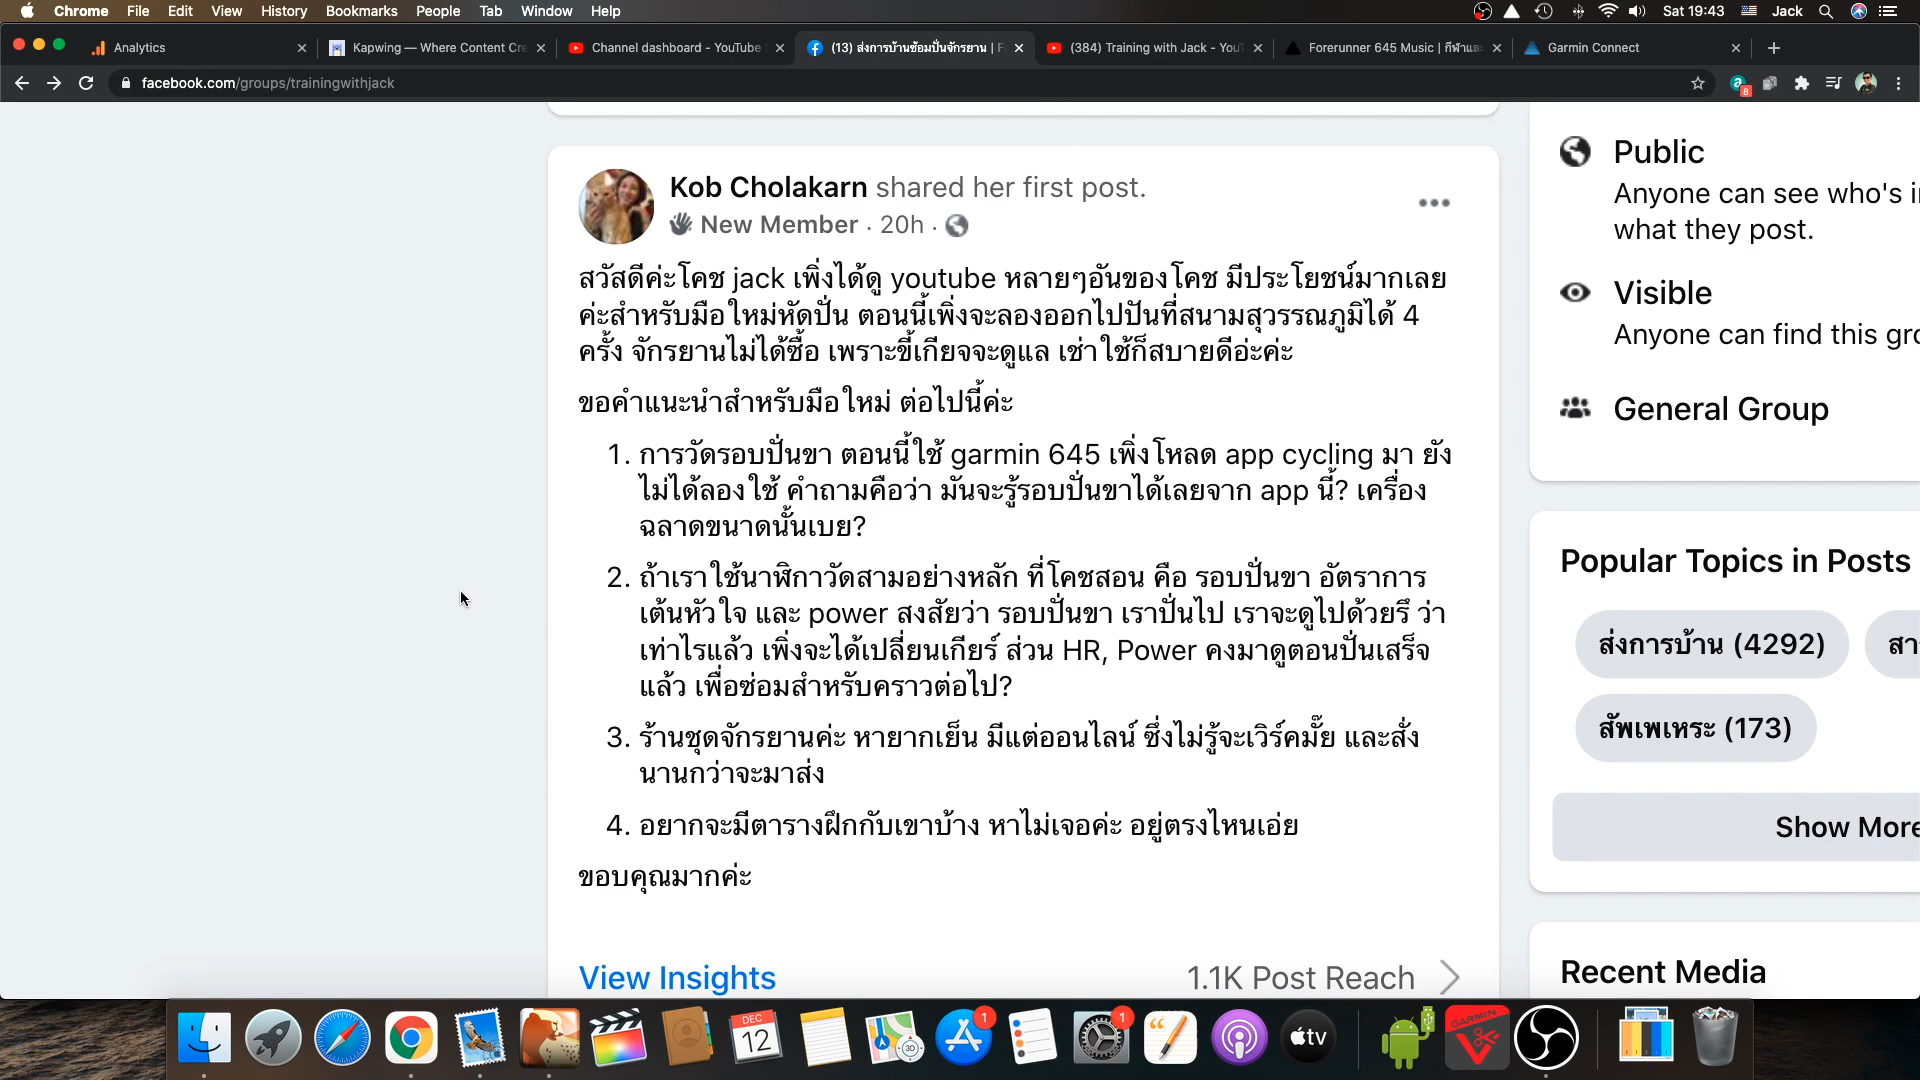 Chrome File Edit View History Bookmarks People Tab Window Help Sat 19:43 Jack
Analytics Kapwing — Where Content Cre Channel dashboard - YouTube (13) ส่งการบ้านซ้อมปั่นจักรยาน | F (384) Training with Jack - YouT Forerunner 645 Music | กีฬาและ Garmin Connect
facebook.com/groups/trainingwithjack 8
Kob Cholakarn shared her first post.
New Member · 20h ·
สวัสดีค่ะโคช jack เพิ่งได้ดู youtube หลายๆอันของโคช มีประโยชน์มากเลย
ค่ะสำหรับมือใหม่หัดปั่น ตอนนี้เพิ่งจะลองออกไปปันที่สนามสุวรรณภูมิได้ 4
ครั้ง จักรยานไม่ได้ซื้อ เพราะขี้เกียจจะดูแล เช่าใช้ก็สบายดีอ่ะค่ะ
ขอคำแนะนำสำหรับมือใหม่ ต่อไปนี้ค่ะ
1. การวัดรอบปั่นขา ตอนนี้ใช้ garmin 645 เพิ่งโหลด app cycling มา ยัง
ไม่ได้ลองใช้ คำถามคือว่า มันจะรู้รอบปั่นขาได้เลยจาก app นี้? เครื่อง
ฉลาดขนาดนั้นเบย?
2. ถ้าเราใช้นาฬิกาวัดสามอย่างหลัก ที่โคชสอน คือ รอบปั่นขา อัตราการ
เต้นหัวใจ และ power สงสัยว่า รอบปั่นขา เราปั่นไป เราจะดูไปด้วยรึ ว่า
เท่าไรแล้ว เพิ่งจะได้เปลี่ยนเกียร์ ส่วน HR, Power คงมาดูตอนปั่นเสร็จ
แล้ว เพื่อซ่อมสำหรับคราวต่อไป?
3. ร้านชุดจักรยานค่ะ หายากเย็น มีแต่ออนไลน์ ซึ่งไม่รู้จะเวิร์คมั๊ย และสั่ง
นานกว่าจะมาส่ง
4. อยากจะมีตารางฝึกกับเขาบ้าง หาไม่เจอค่ะ อยู่ตรงไหนเอ่ย
ขอบคุณมากค่ะ
View Insights 1.1K Post Reach
Public
Anyone can see who's in
what they post.
Visible
Anyone can find this gro
General Group
Popular Topics in Posts
ส่งการบ้าน (4292) สา
สัพเพเหระ (173)
Show More
Recent Media
DEC
12
3D
1
1
tv
GARMIN